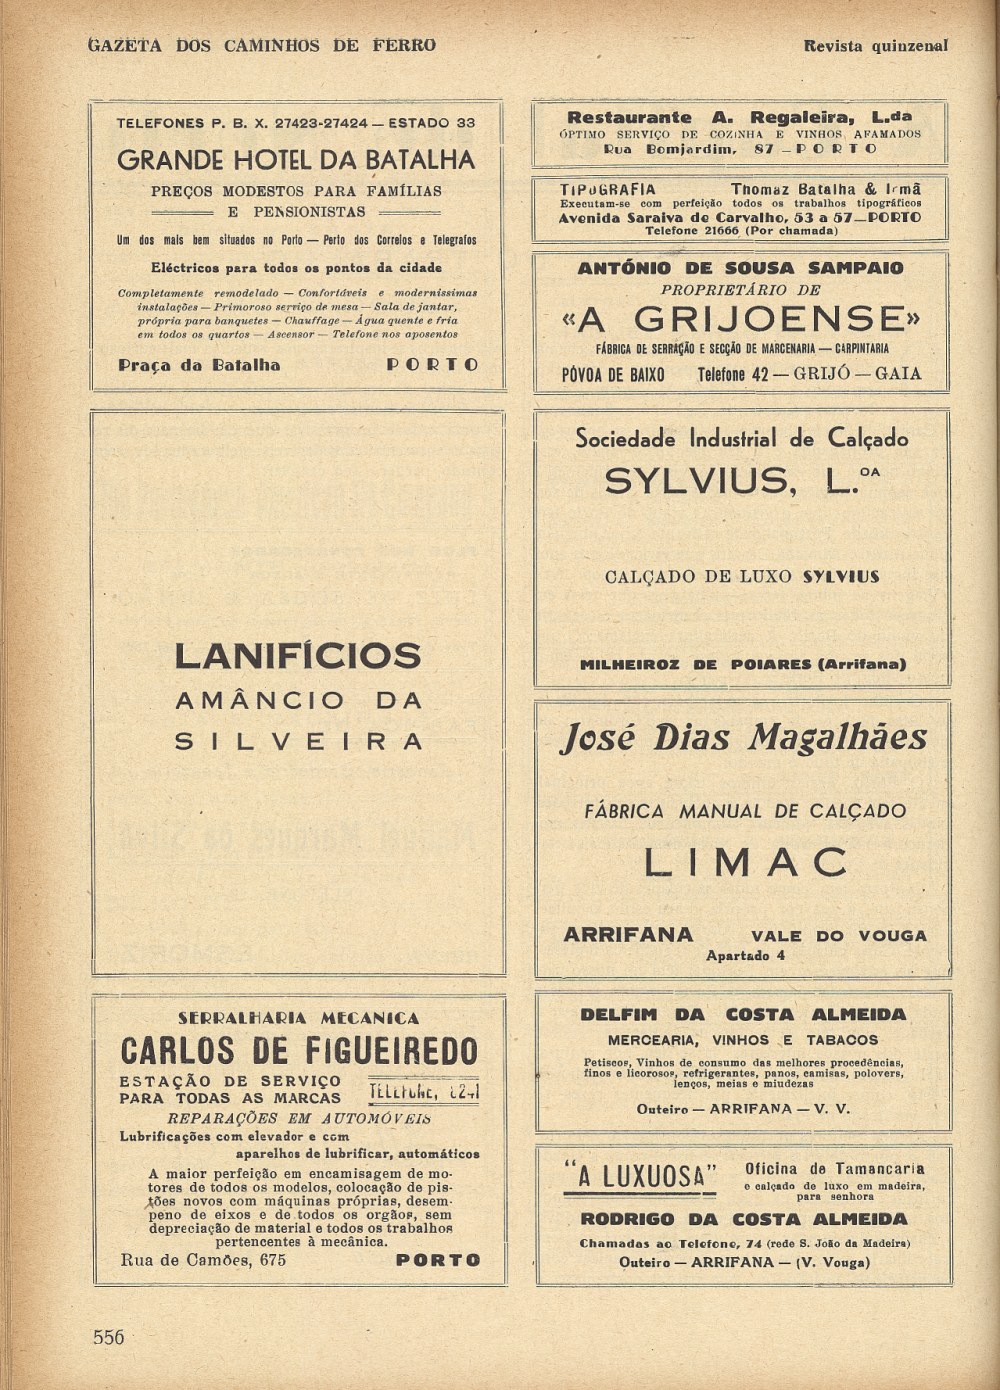 GAZETA DOS CAMINHOS DE FERRO
Revista quinzenal
TELEFONES P. B. X. 27423-27424 — ESTADO 33
GRANDE HOTEL DA BATALHA
PREÇOS MODESTOS PARA FAMÍLIAS
E PENSIONISTAS
Um dos mais bem situados no Porto — Perto dos Correios e Telegrafos
Eléctricos para todos os pontos da cidade
Completamente remodelado — Confortáveis e moderníssimas
instalações — Primoroso serviço de mesa — Sala de jantar,
própria para banquetes — Chauffage — Água quente e fria
em todos os quartos — Ascensor — Telefone nos aposentos
Praça da Batalha PORTO
LANIFÍCIOS
AMÂNCIO DA
SILVEIRA
SERRALHARIA MECANICA
CARLOS DE FIGUEIREDO
ESTAÇÃO DE SERVIÇO
PARA TODAS AS MARCAS
REPARAÇÕES EM AUTOMÓVEIS
Lubrificações com elevador e com
aparelhos de lubrificar, automáticos
A maior perfeição em encamisagem de mo-
tores de todos os modelos, colocação de pis-
tões novos com máquinas próprias, desem-
peno de eixos e de todos os orgãos, sem
depreciação de material e todos os trabalhos
pertencentes à mecânica.
Rua de Camões, 675 PORTO
Restaurante A. Regaleira, L.da
ÓPTIMO SERVIÇO DE COZINHA E VINHOS AFAMADOS
Rua Bomjardim, 87 — PORTO
TIPOGRAFIA Thomaz Batalha & Irmã
Executam-se com perfeição todos os trabalhos tipográficos
Avenida Saraiva de Carvalho, 53 a 57—PORTO
Telefone 21666 (Por chamada)
ANTÓNIO DE SOUSA SAMPAIO
PROPRIETÁRIO DE
«A GRIJOENSE»
FÁBRICA DE SERRAÇÃO E SECÇÃO DE MARCENARIA — CARPINTARIA
PÓVOA DE BAIXO Telefone 42 — GRIJÓ — GAIA
Sociedade Industrial de Calçado
SYLVIUS, L.DA
CALÇADO DE LUXO SYLVIUS
MILHEIROZ DE POIARES (Arrifana)
José Dias Magalhães
FÁBRICA MANUAL DE CALÇADO
LIMAC
ARRIFANA VALE DO VOUGA
Apartado 4
DELFIM DA COSTA ALMEIDA
MERCEARIA, VINHOS E TABACOS
Petiscos, Vinhos de consumo das melhores procedências,
finos e licorosos, refrigerantes, panos, camisas, polovers,
lenços, meias e miudezas
Outeiro — ARRIFANA — V. V.
"A LUXUOSA"
Oficina de Tamancaria
e calçado de luxo em madeira,
para senhora
RODRIGO DA COSTA ALMEIDA
Chamadas ao Telefone, 74 (rede S. João da Madeira)
Outeiro — ARRIFANA — (V. Vouga)
556